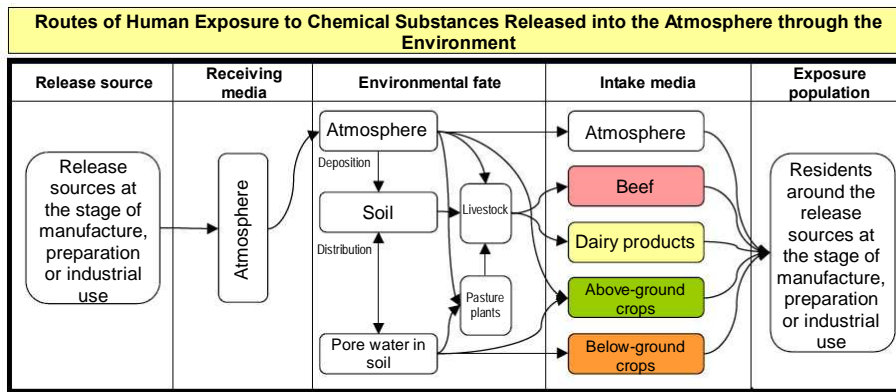 Routes of Human Exposure to Chemical Substances Released into the Atmosphere through the
Environment
Release source
Receiving
media
Environmental fate
Intake media
Exposure
population
Release
sources at
the stage of
manufacture,
preparation
or industrial
use
Atmosphere
Atmosphere
Deposition
Soil
Distribution
Pore water in
soil
Livestock
Pasture
plants
Atmosphere
Beef
Dairy products
Above-ground
crops
Below-ground
crops
Residents
around the
release
sources at
the stage of
manufacture,
preparation
or industrial
use